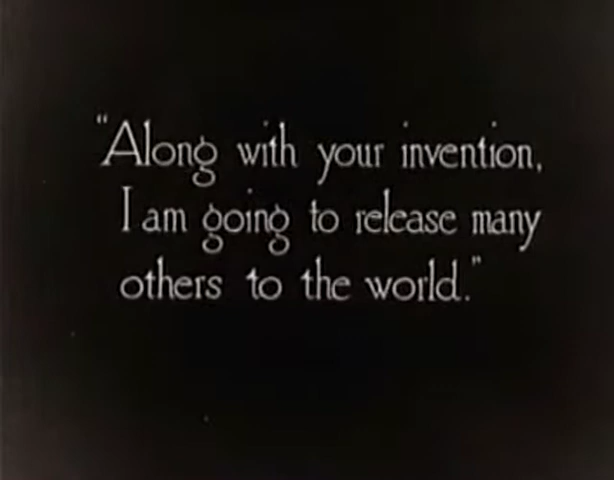 "Along with your invention,
I am going to release many
others to the world."